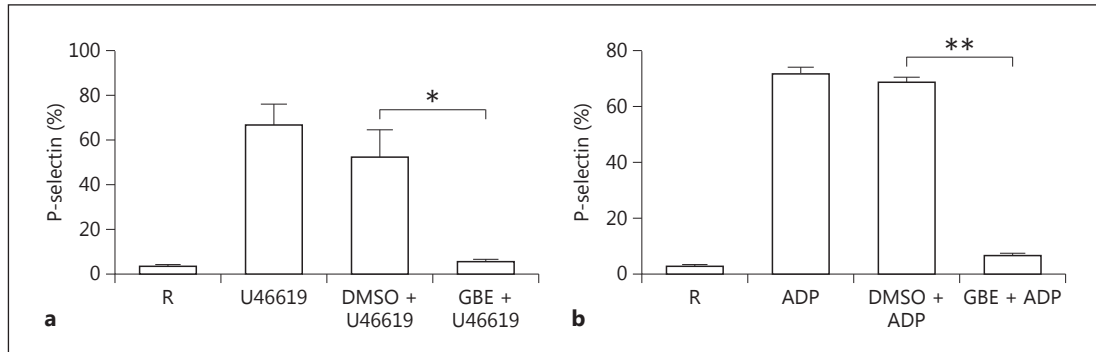 100
80
60
40
20
0
P-selectin (%)
R
U46619
DMSO +
U46619
GBE +
U46619
*
a
80
60
40
20
0
P-selectin (%)
R
ADP
DMSO +
ADP
GBE + ADP
**
b